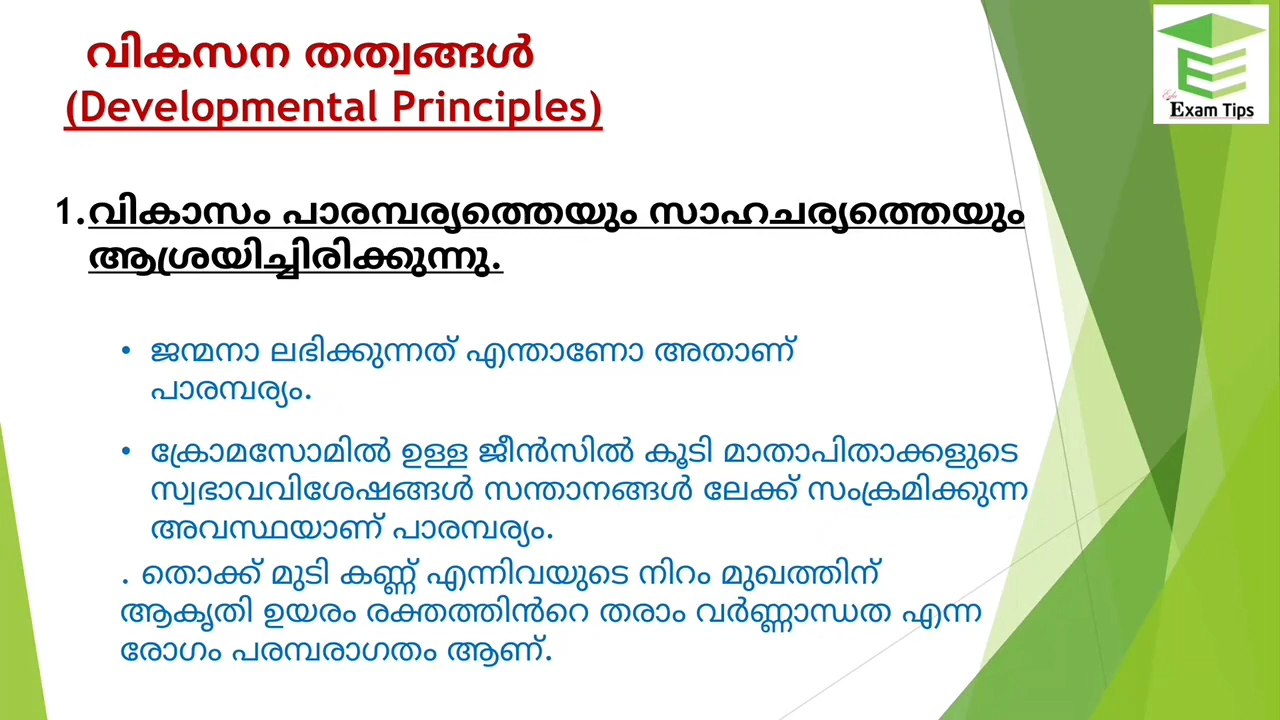 വികസന തത്വങ്ങൾ
(Developmental Principles)
Exam Tips
1.വികാസം പാരമ്പര്യത്തെയും സാഹചര്യത്തെയും
ആശ്രയിച്ചിരിക്കുന്നു.
• ജന്മനാ ലഭിക്കുന്നത് എന്താണോ അതാണ്
പാരമ്പര്യം.
• ക്രോമസോമിൽ ഉള്ള ജീൻസിൽ കൂടി മാതാപിതാക്കളുടെ
സ്വഭാവവിശേഷങ്ങൾ സന്താനങ്ങൾ ലേക്ക് സംക്രമിക്കുന്ന
അവസ്ഥയാണ് പാരമ്പര്യം.
. തൊക്ക് മുടി കണ്ണ് എന്നിവയുടെ നിറം മുഖത്തിന്
ആകൃതി ഉയരം രക്തത്തിൻറെ തരാം വർണ്ണാന്ധത എന്ന
രോഗം പരമ്പരാഗതം ആണ്.